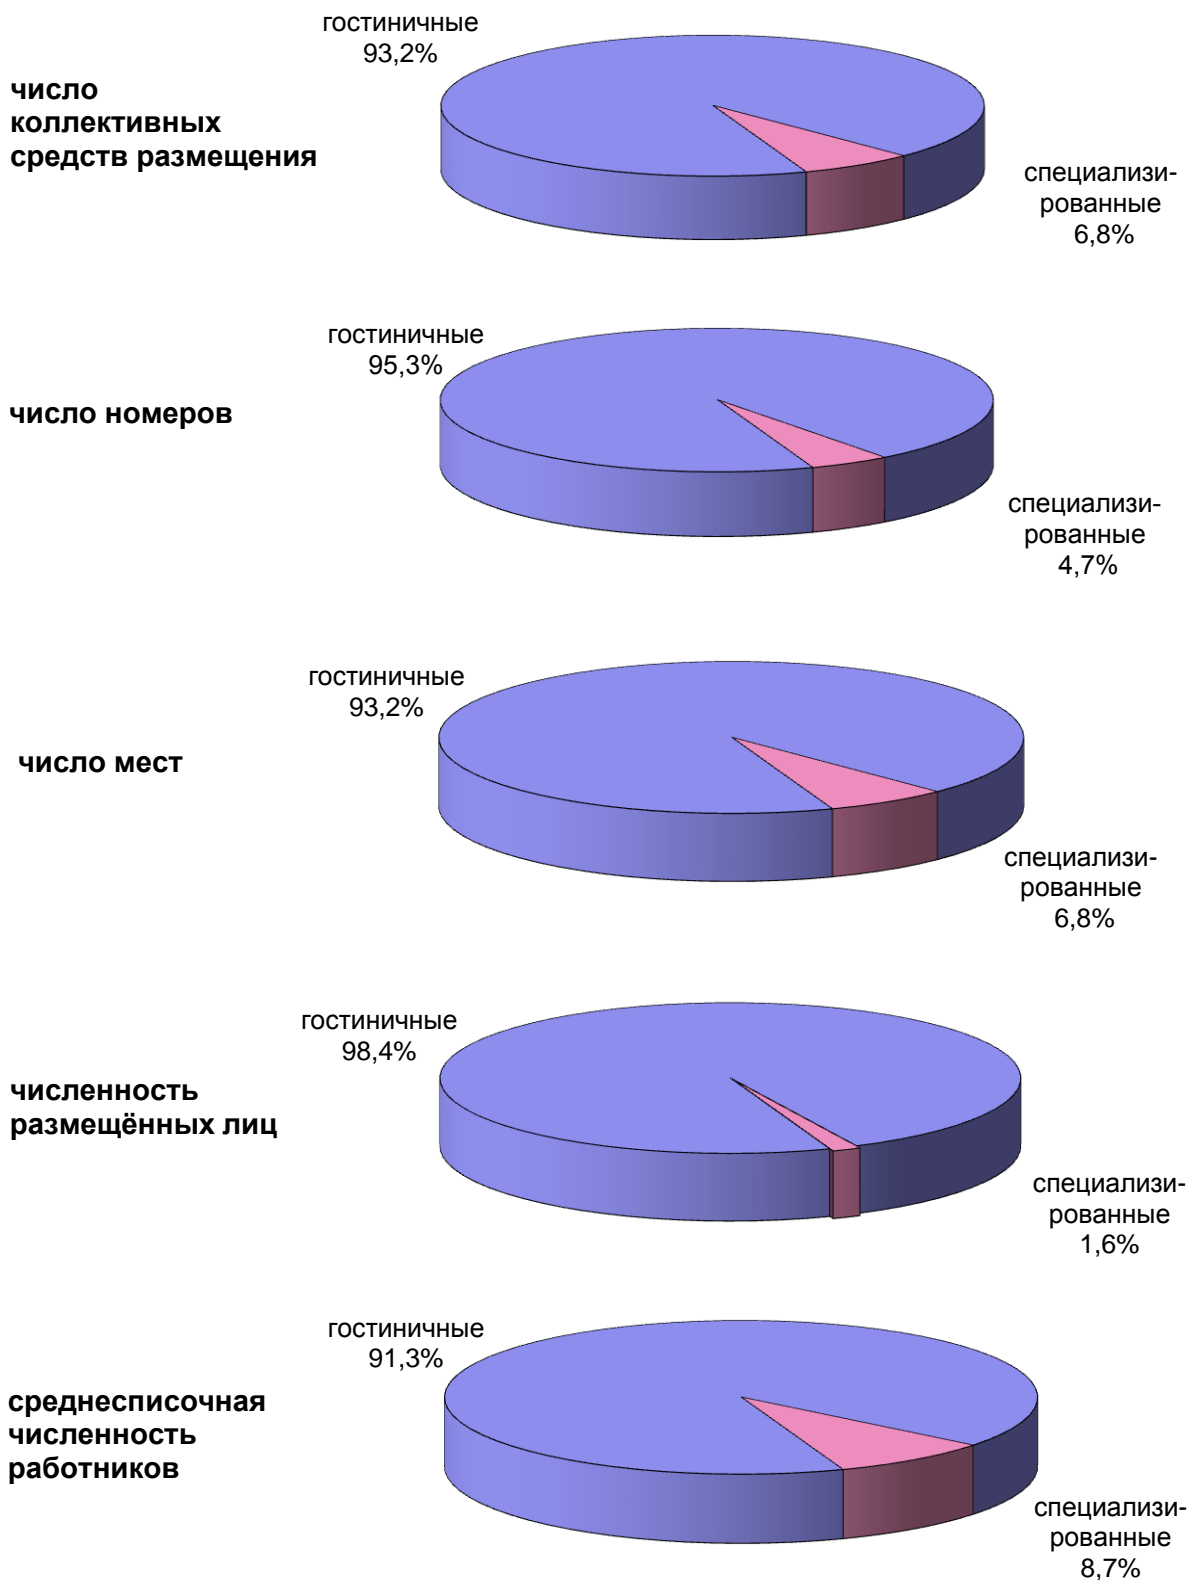 гостиничные
93,2%
число
коллективных
средств размещения
специализи-
рованные
6,8%
гостиничные
95,3%
число номеров
специализи-
рованные
4,7%
гостиничные
93,2%
число мест
специализи-
рованные
6,8%
гостиничные
98,4%
численность
размещённых лиц
специализи-
рованные
1,6%
гостиничные
91,3%
среднесписочная
численность
работников
специализи-
рованные
8,7%